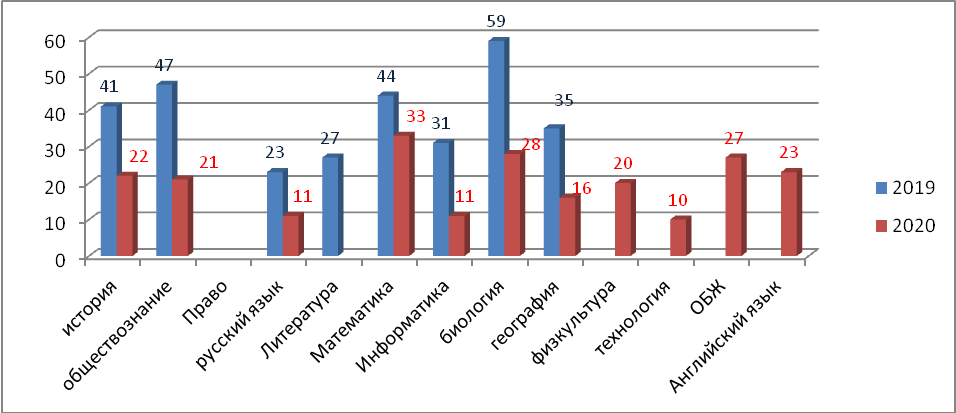 59
60
47
50
44
41
35
40
33
31
27
28
27
30
23
22
21
23
20
20
16
11
11
10
10
0
2019
2020
история
обществознание
Право
русский язык
Литература
Математика
Информатика
биология
география
физкультура
технология
ОБЖ
Английский язык